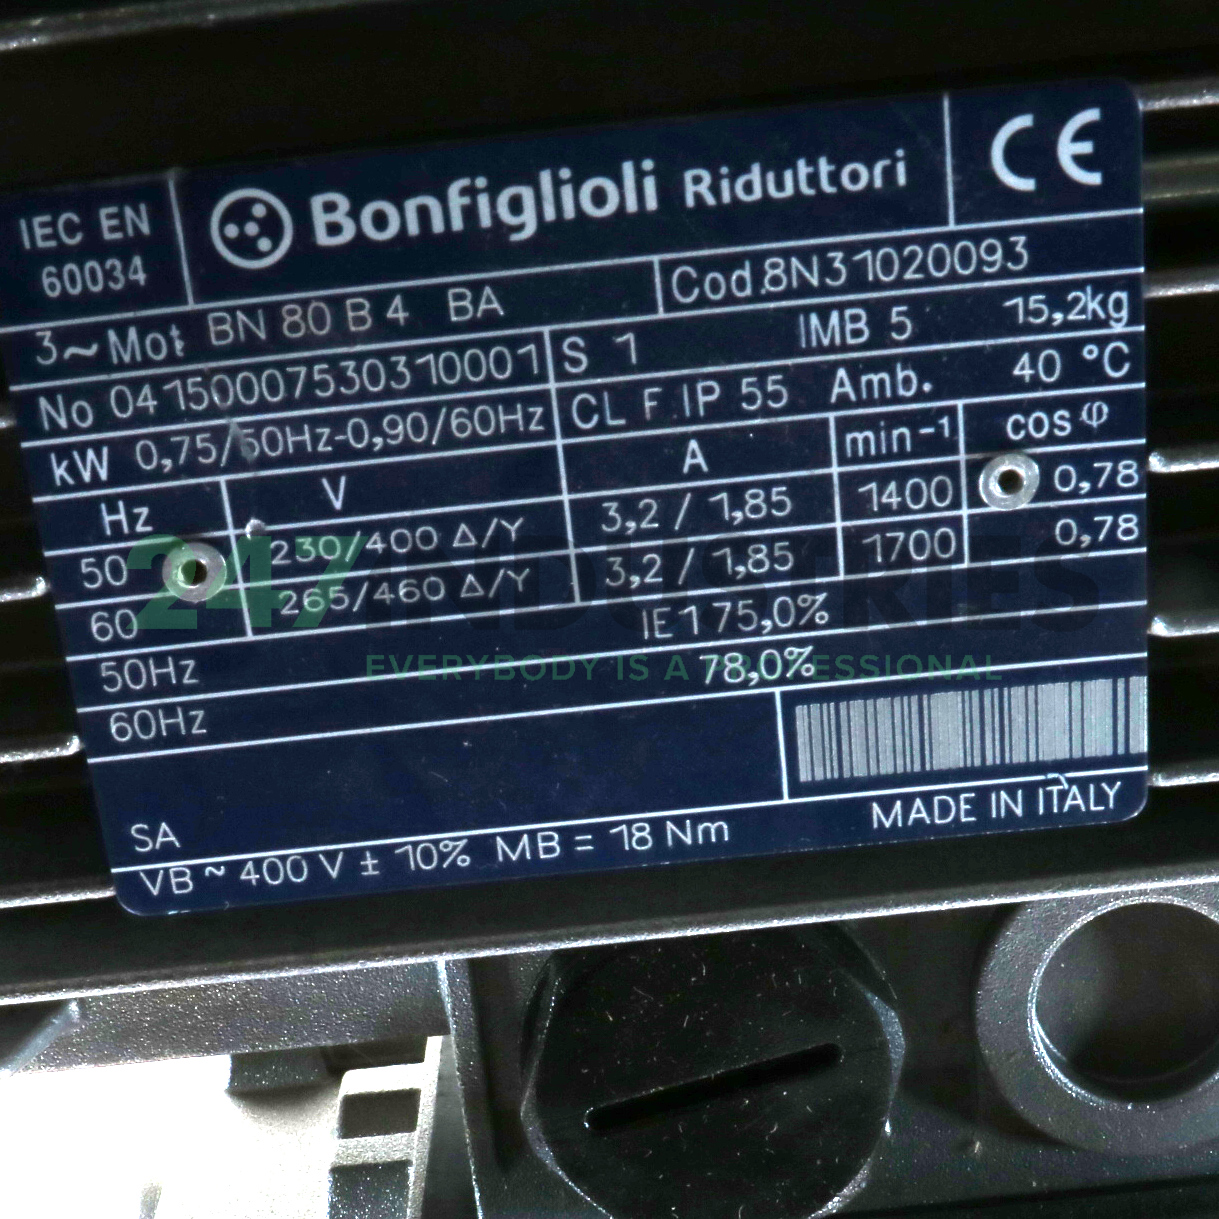 IEC EN
60034
Bonfiglioli Riduttori
CE
3~Mot BN 80 B 4 BA
Cod.8N31020093
No 04150007530310001
S 1 IMB 5 15,2kg
kW 0,75/50Hz-0,90/60Hz
CL F IP 55 Amb. 40 °C
Hz V A min-1 cosφ
50 230/400 Δ/Y 3,2 / 1,85 1400 0,78
60 265/460 Δ/Y 3,2 / 1,85 1700 0,78
50Hz IE1 75,0%
60Hz 78,0%
247 INDUSTRIES
EVERYBODY IS A PROFESSIONAL
SA
VB ~ 400 V ± 10% MB = 18 Nm
MADE IN ITALY